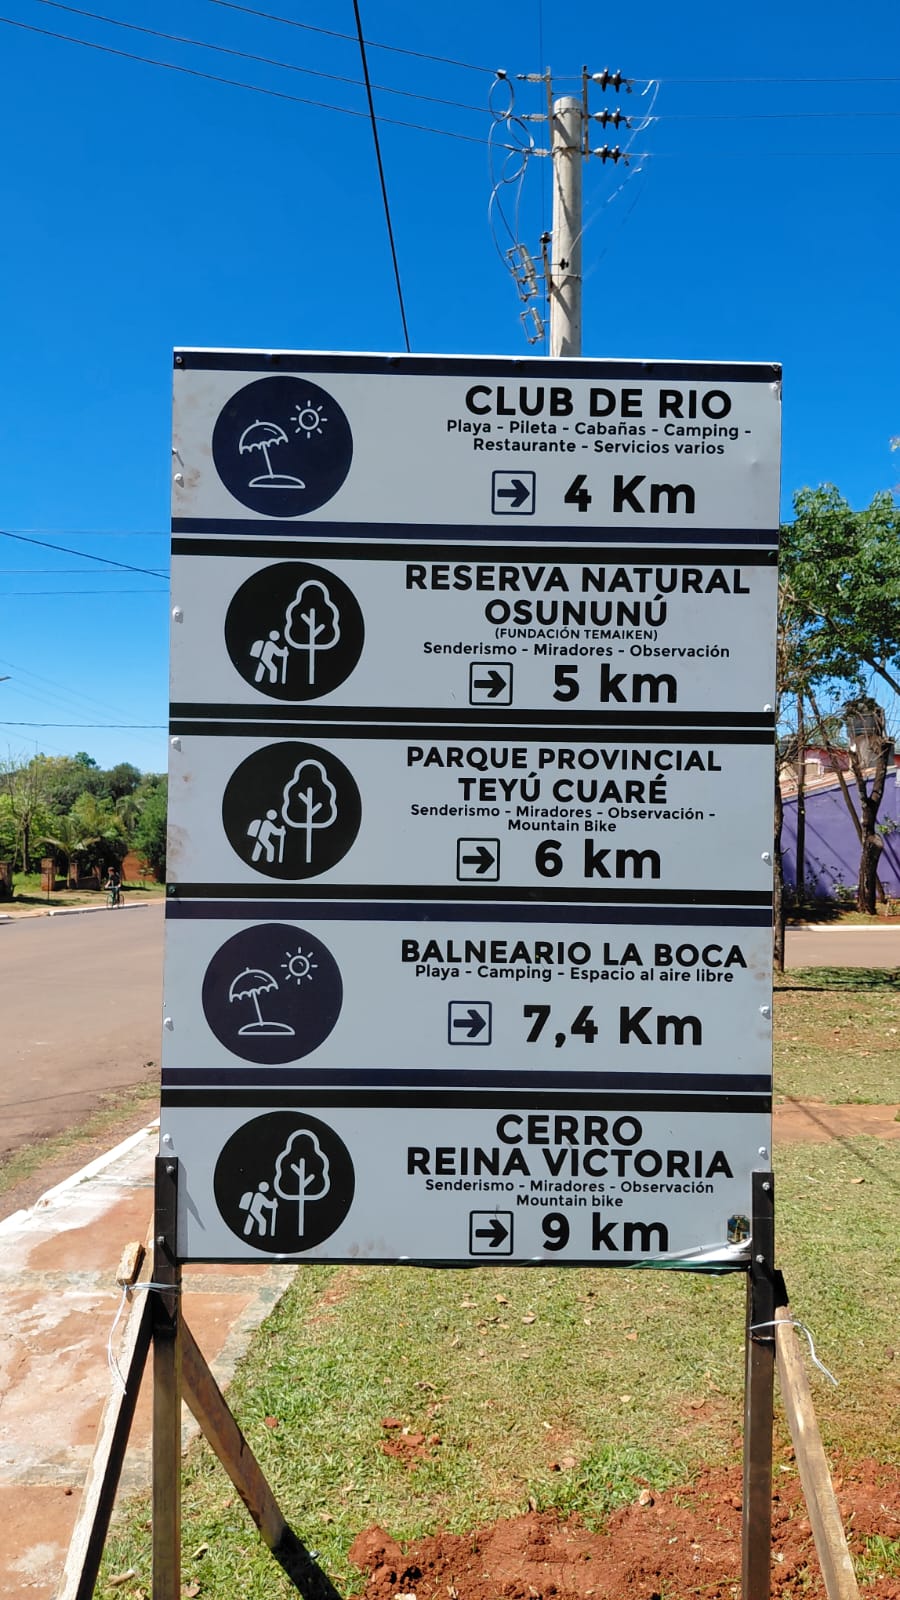 CLUB DE RIO
Playa - Pileta - Cabañas - Camping -
Restaurante - Servicios varios
4 Km
RESERVA NATURAL
OSUNUNÚ
(FUNDACIÓN TEMAIKEN)
Senderismo - Miradores - Observación
5 km
PARQUE PROVINCIAL
TEYÚ CUARÉ
Senderismo - Miradores - Observación -
Mountain Bike
6 km
BALNEARIO LA BOCA
Playa - Camping - Espacio al aire libre
7,4 Km
CERRO
REINA VICTORIA
Senderismo - Miradores - Observación
Mountain bike
9 km